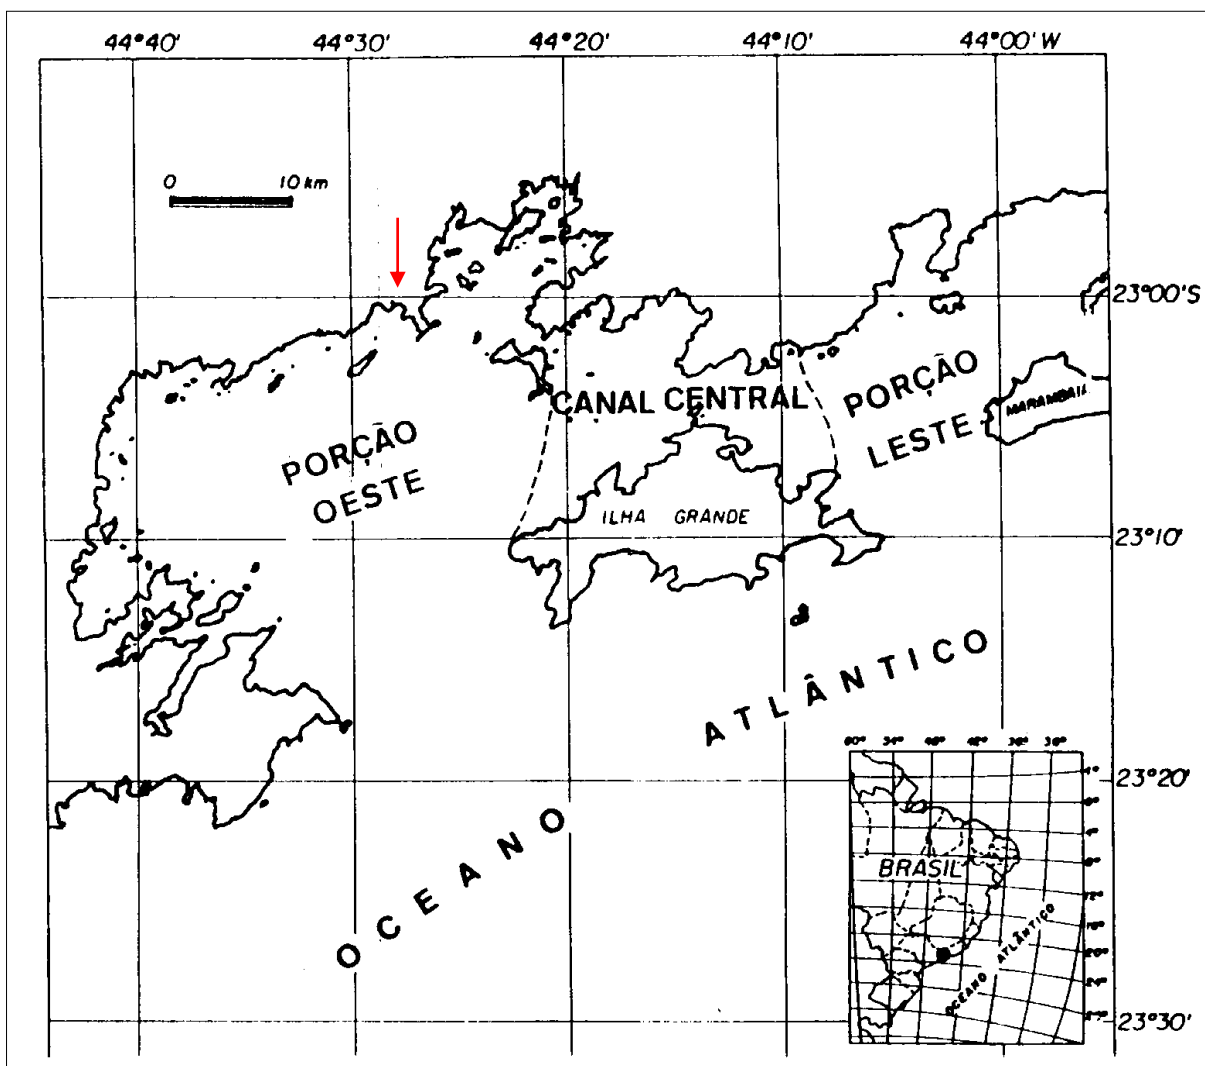 44°40' 44°30' 44°20' 44°10' 44°00'W
0 10 km
23°00'S
CANAL CENTRAL
PORÇÃO
LESTE
MARAMBAIA
PORÇÃO
OESTE
ILHA GRANDE
23°10'
ATLÂNTICO
23°20'
OCEANO
BRASIL
OCEANO ATLÂNTICO
23°30'